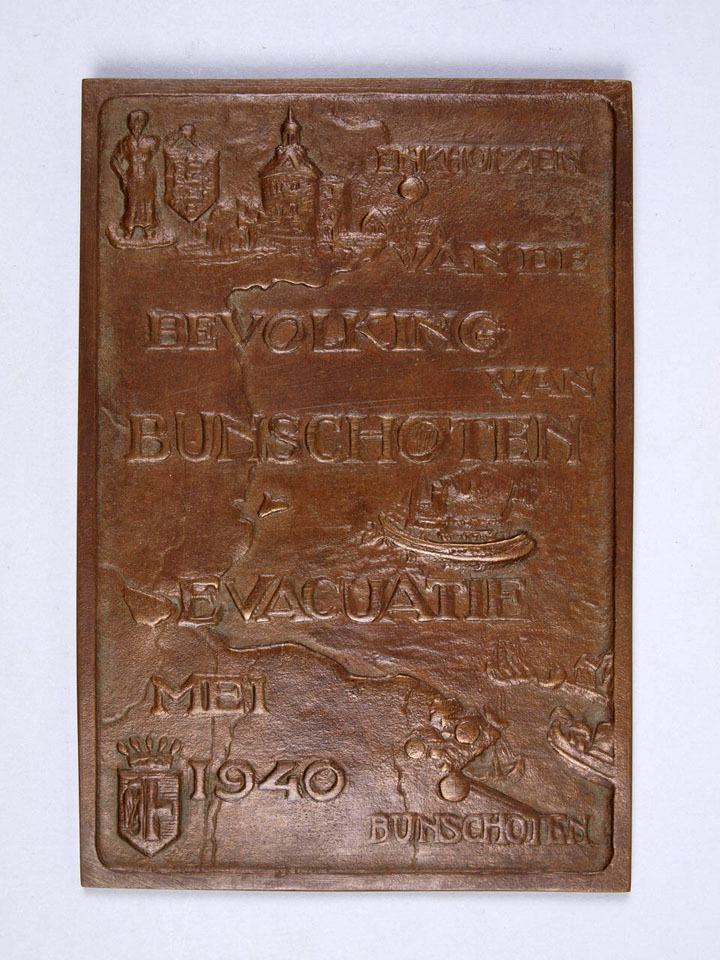 ENKHUIZEN
VAN DE
BEVOLKING
VAN
BUNSCHOTEN
EVACUATIE
MEI
1940
BUNSCHOTEN